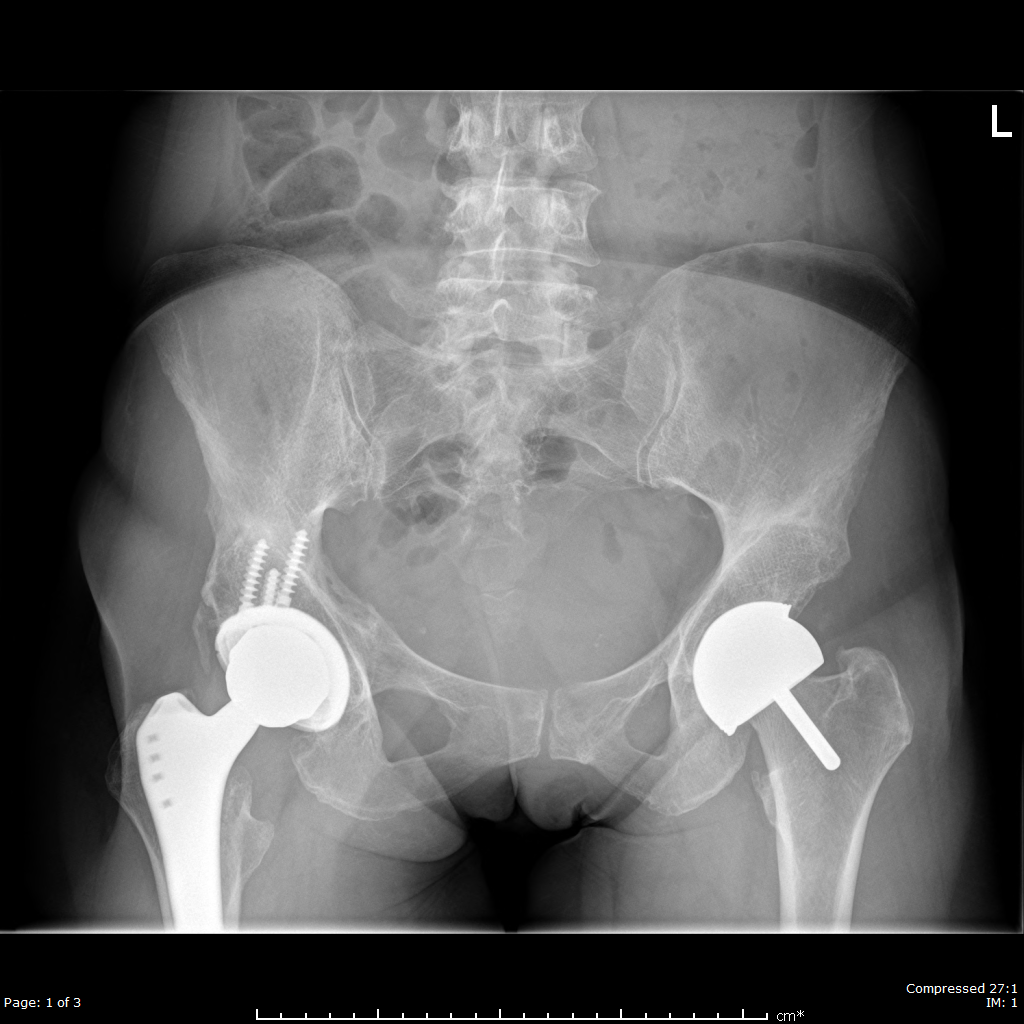 L
Compressed 27:1
Page: 1 of 3
IM: 1
cm*